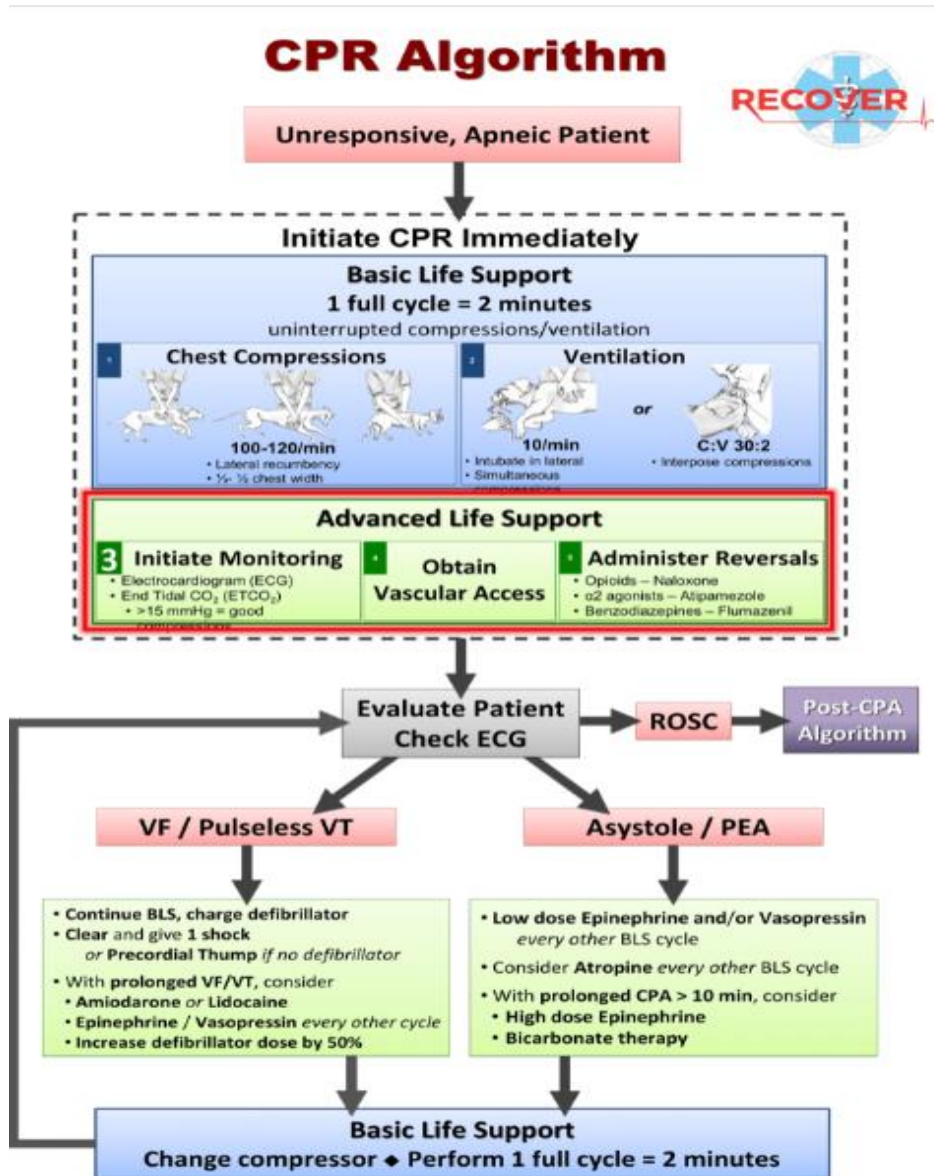 CPR Algorithm
RECOVER
Unresponsive, Apneic Patient
Initiate CPR Immediately
Basic Life Support
1 full cycle = 2 minutes
uninterrupted compressions/ventilation
1 Chest Compressions
100-120/min
• Lateral recumbency
• ⅓- ½ chest width
2 Ventilation
or
10/min
• Intubate in lateral
• Simultaneous
compressions
C:V 30:2
• Interpose compressions
Advanced Life Support
3 Initiate Monitoring
• Electrocardiogram (ECG)
• End Tidal CO₂ (ETCO₂)
• >15 mmHg = good
compressions
4 Obtain
Vascular Access
5 Administer Reversals
• Opioids – Naloxone
• α2 agonists – Atipamezole
• Benzodiazepines – Flumazenil
Evaluate Patient
Check ECG
ROSC
Post-CPA
Algorithm
VF / Pulseless VT
Asystole / PEA
• Continue BLS, charge defibrillator
• Clear and give 1 shock
or Precordial Thump if no defibrillator
• With prolonged VF/VT, consider
• Amiodarone or Lidocaine
• Epinephrine / Vasopressin every other cycle
• Increase defibrillator dose by 50%
• Low dose Epinephrine and/or Vasopressin
every other BLS cycle
• Consider Atropine every other BLS cycle
• With prolonged CPA > 10 min, consider
• High dose Epinephrine
• Bicarbonate therapy
Basic Life Support
Change compressor ◆ Perform 1 full cycle = 2 minutes